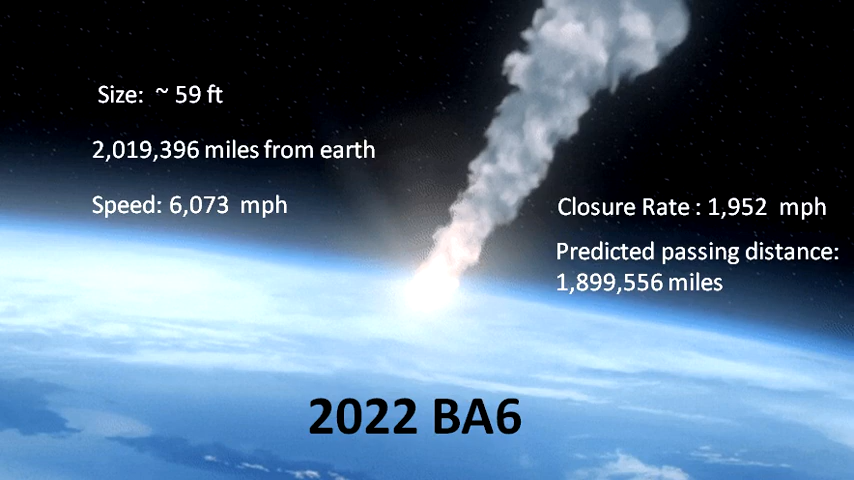 Size: ~ 59 ft
2,019,396 miles from earth
Speed: 6,073 mph
Closure Rate : 1,952 mph
Predicted passing distance:
1,899,556 miles
2022 BA6